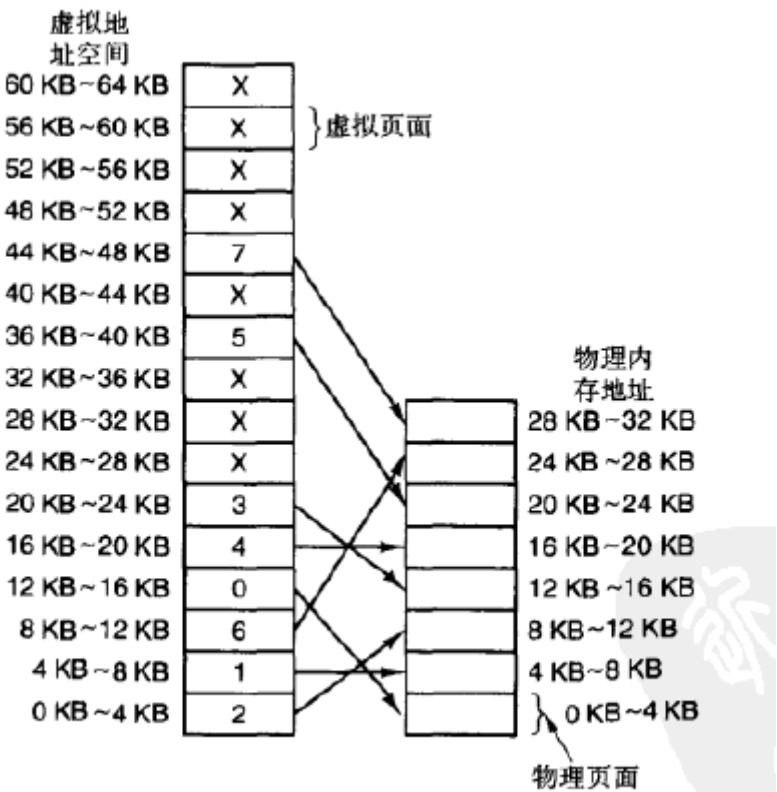 虚拟地
址空间
60 KB~64 KB X
56 KB~60 KB X 虚拟页面
52 KB~56 KB X
48 KB~52 KB X
44 KB~48 KB 7
40 KB~44 KB X
36 KB~40 KB 5
32 KB~36 KB X
28 KB~32 KB X
24 KB~28 KB X
20 KB~24 KB 3
16 KB~20 KB 4
12 KB~16 KB 0
8 KB~12 KB 6
4 KB~8 KB 1
0 KB~4 KB 2
物理内
存地址
28 KB~32 KB
24 KB~28 KB
20 KB~24 KB
16 KB~20 KB
12 KB~16 KB
8 KB~12 KB
4 KB~8 KB
0 KB~4 KB
物理页面